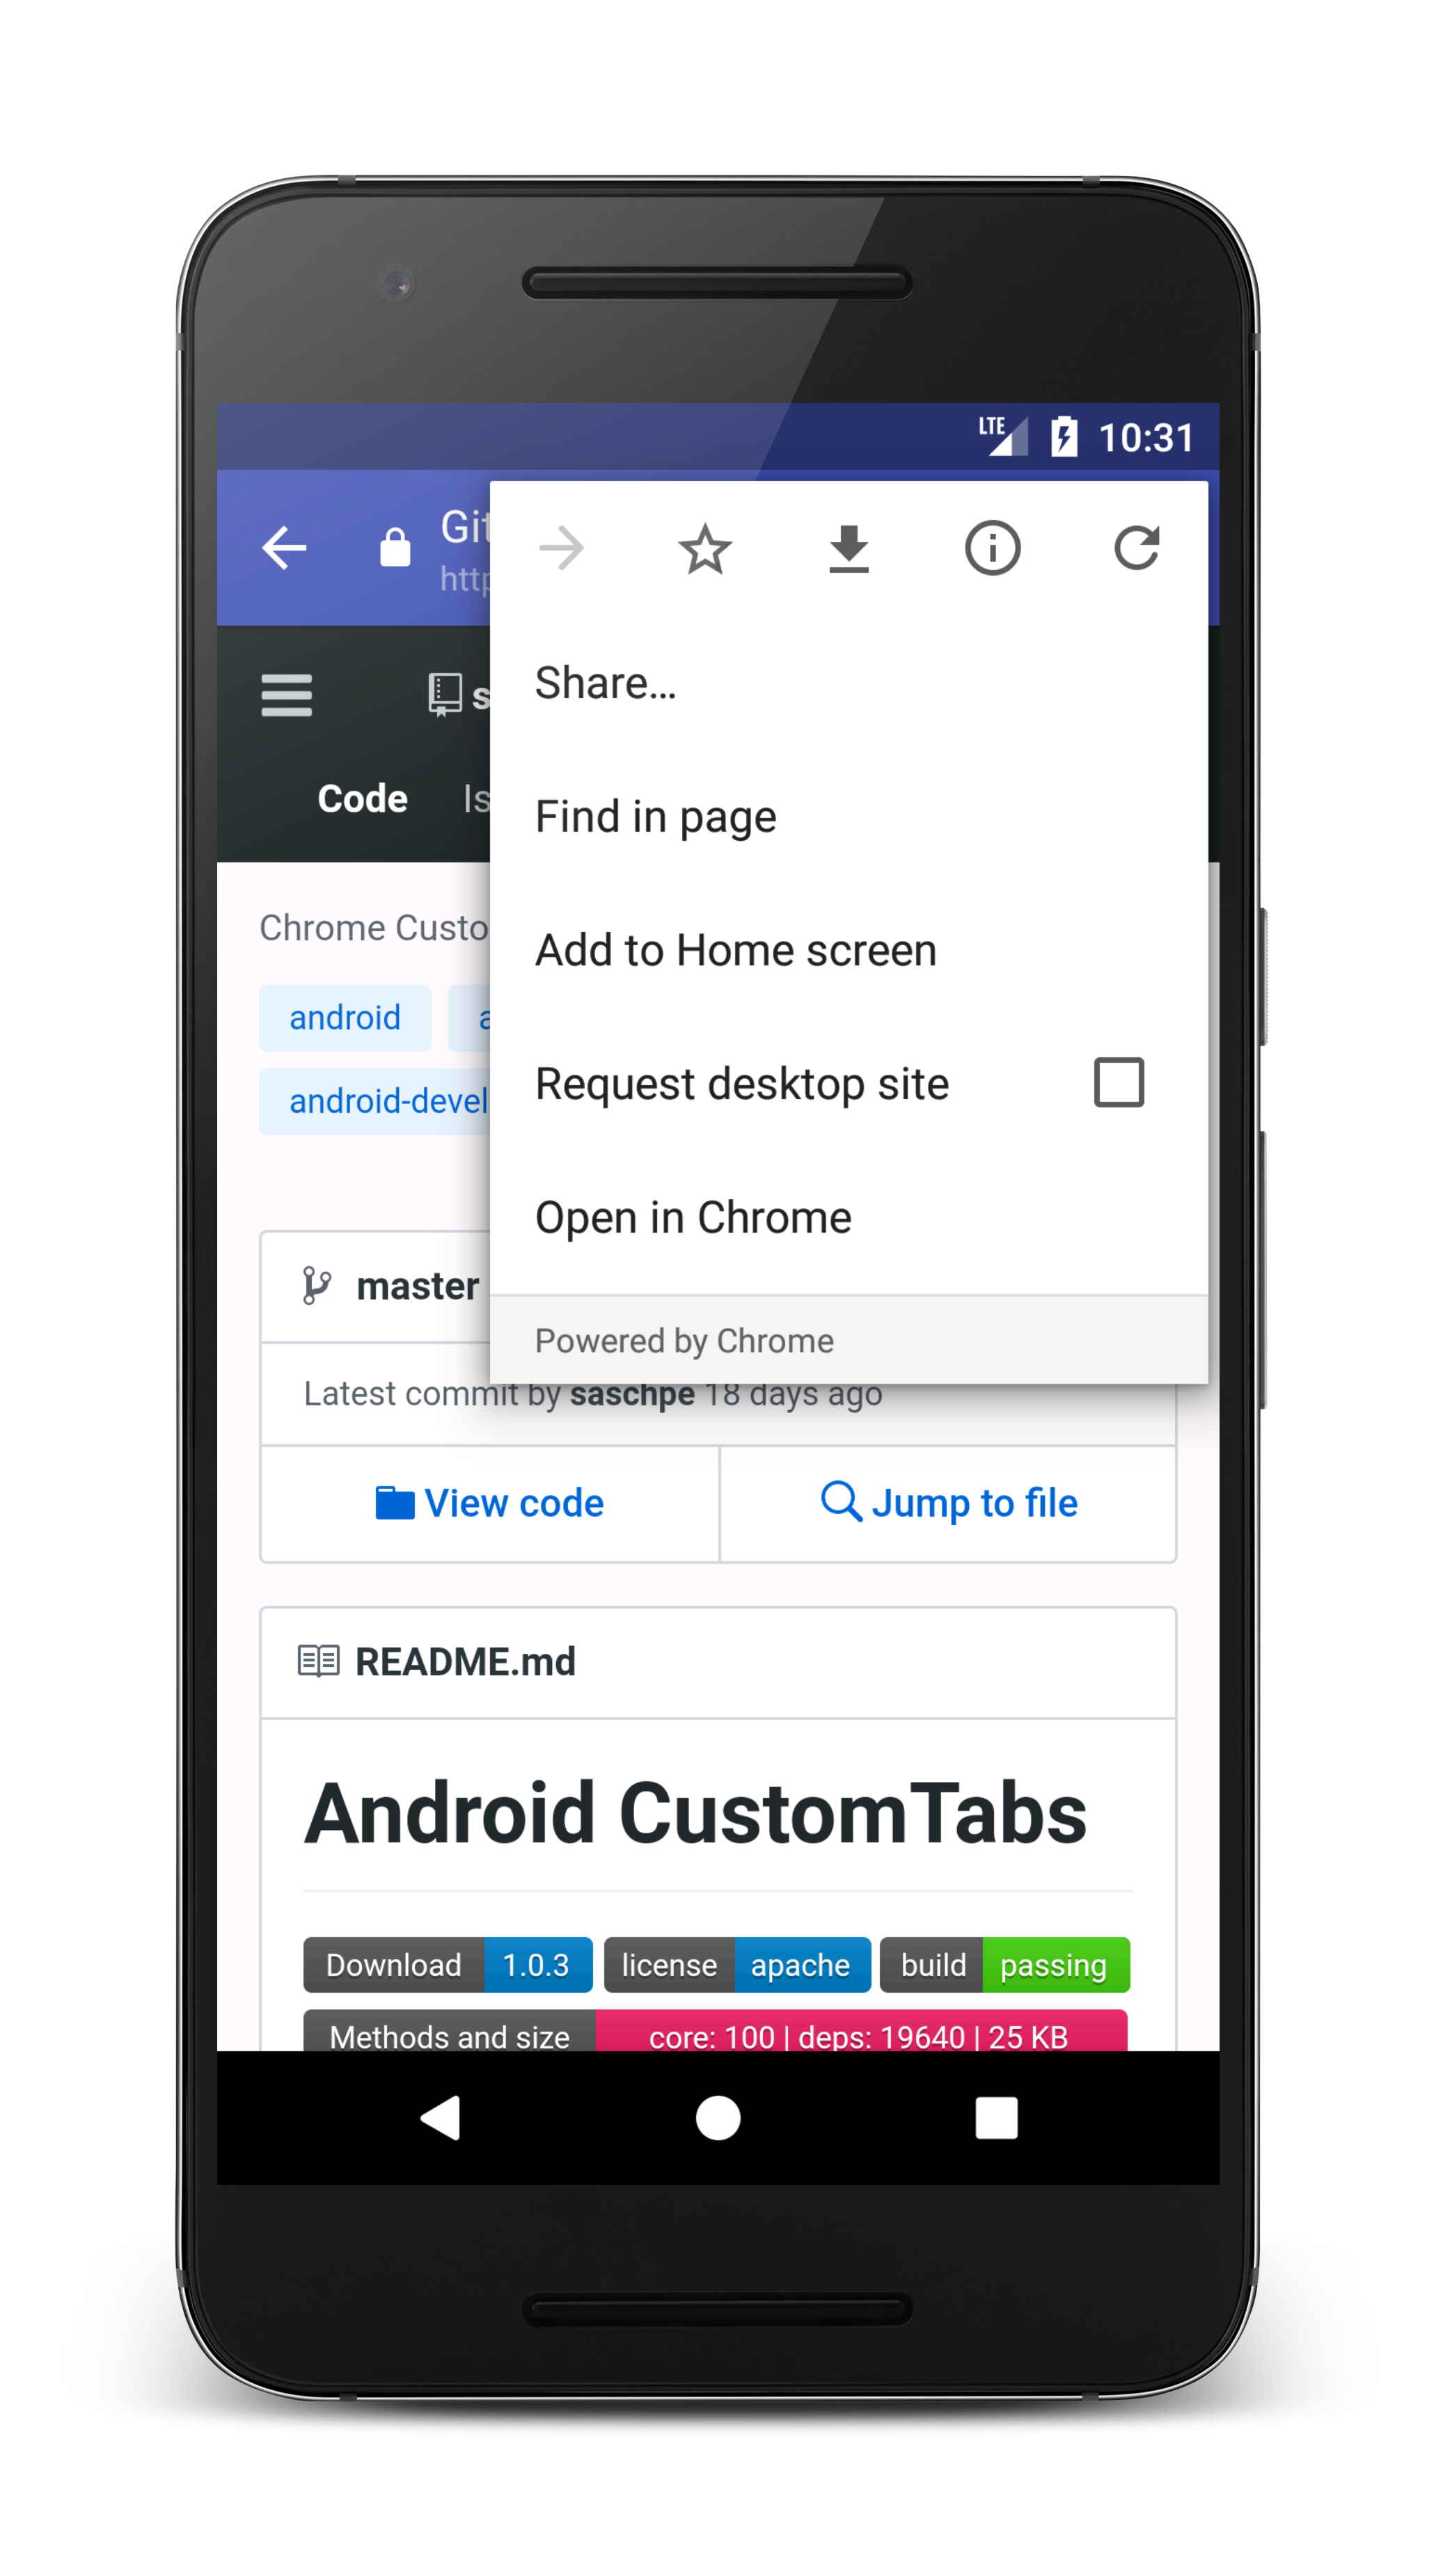 LTE 10:31
Git
http
s
Share...
Code Is
Find in page
Chrome Custo
Add to Home screen
android a
Request desktop site
android-devel
Open in Chrome
master
Powered by Chrome
Latest commit by saschpe 18 days ago
View code Jump to file
README.md
Android CustomTabs
Download 1.0.3 license apache build passing
Methods and size core: 100 | deps: 19640 | 25 KB